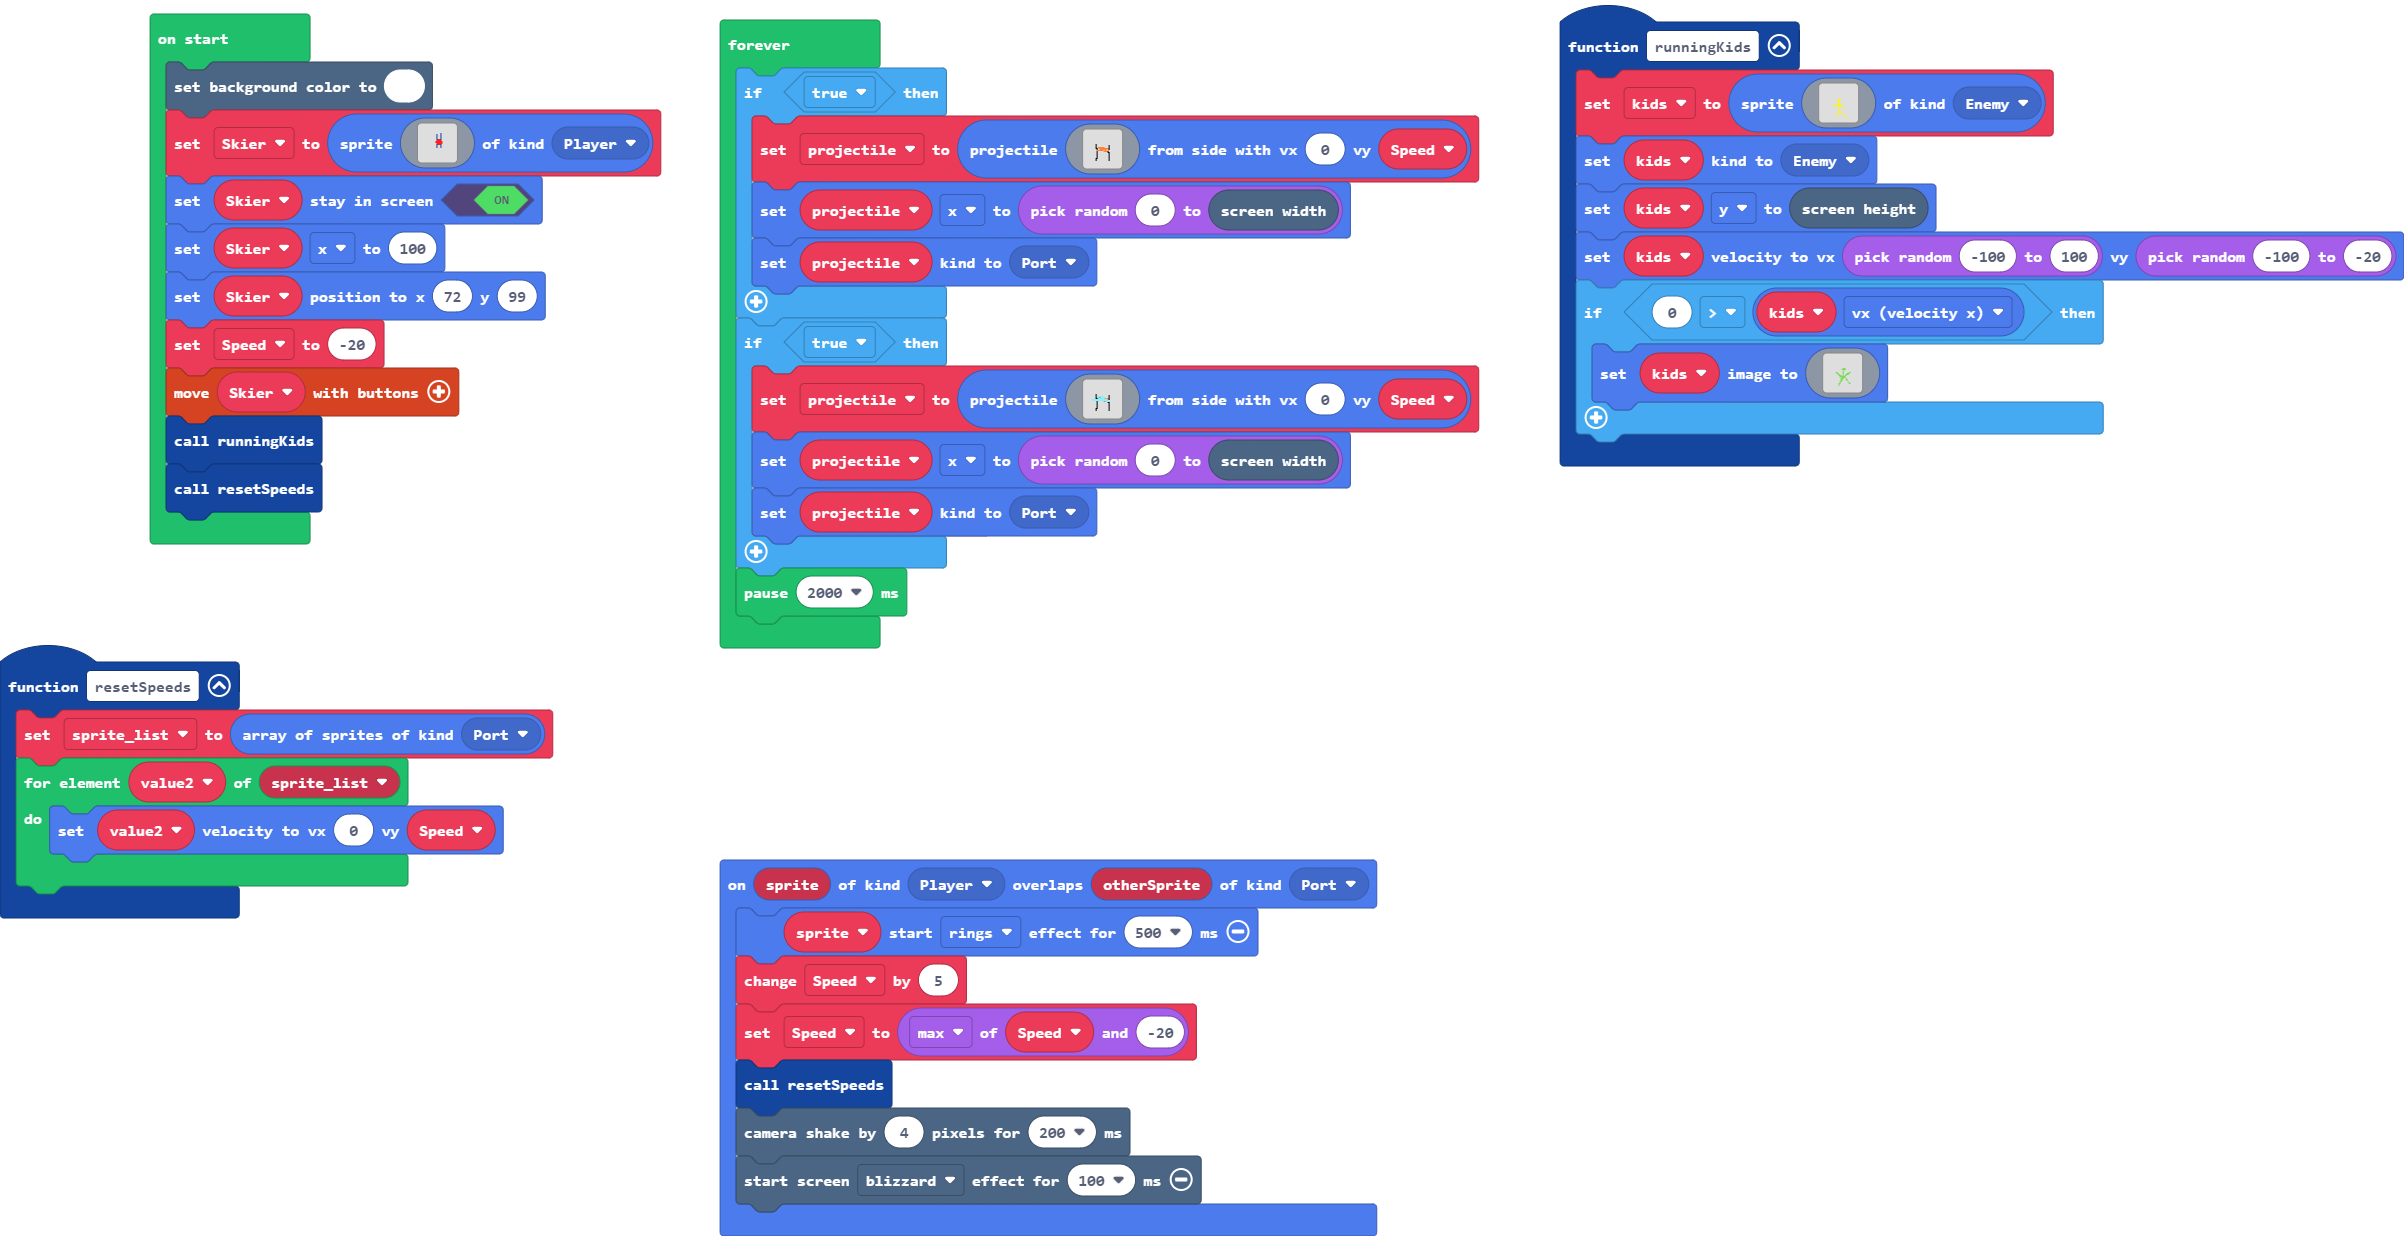 on start
set background color to
set Skier to sprite of kind Player
set Skier stay in screen ON
set Skier x to 100
set Skier position to x 72 y 99
set Speed to -20
move Skier with buttons
call runningKids
call resetSpeeds
forever
if true then
set projectile to projectile from side with vx 0 vy Speed
set projectile x to pick random 0 to screen width
set projectile kind to Port
if true then
set projectile to projectile from side with vx 0 vy Speed
set projectile x to pick random 0 to screen width
set projectile kind to Port
pause 2000 ms
function runningKids
set kids to sprite of kind Enemy
set kids kind to Enemy
set kids y to screen height
set kids velocity to vx pick random -100 to 100 vy pick random -100 to -20
if 0 > kids vx (velocity x) then
set kids image to
function resetSpeeds
set sprite_list to array of sprites of kind Port
for element value2 of sprite_list
do set value2 velocity to vx 0 vy Speed
on sprite of kind Player overlaps otherSprite of kind Port
sprite start rings effect for 500 ms
change Speed by 5
set Speed to max of Speed and -20
call resetSpeeds
camera shake by 4 pixels for 200 ms
start screen blizzard effect for 100 ms